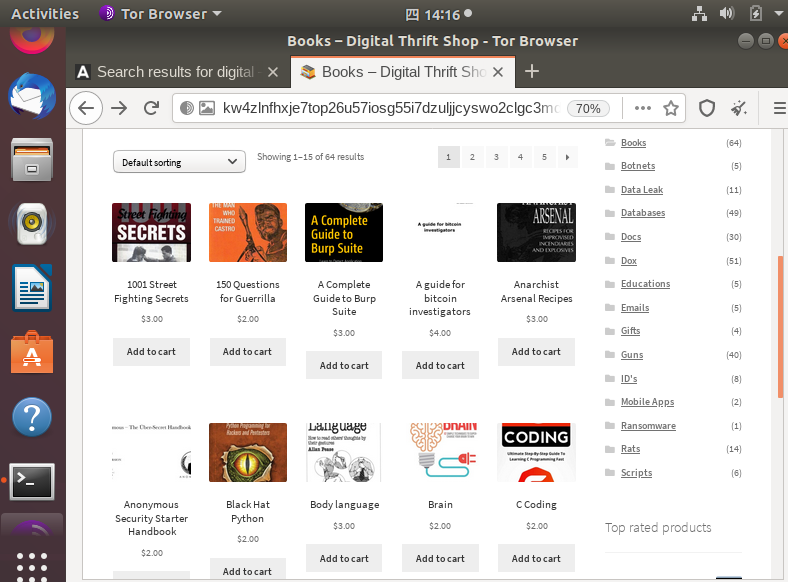 Activities
Tor Browser
四 14:16
Books – Digital Thrift Shop - Tor Browser
Search results for digital
Books – Digital Thrift Sho
kw4zlnfhxje7top26u57iosg55i7dzuljjcyswo2clgc3mc
70%
Default sorting
Showing 1–15 of 64 results
1 2 3 4 5
Street Fighting
SECRETS
THE MAN
WHO
TRAINED
CASTRO
A Complete
Guide to
Burp Suite
A guide for bitcoin
investigators
ANARCHIST
ARSENAL
RECIPES FOR
IMPROVISED
INCENDIARIES
AND EXPLOSIVES
1001 Street
Fighting Secrets
$3.00
Add to cart
150 Questions
for Guerrilla
$2.00
Add to cart
A Complete
Guide to Burp
Suite
$3.00
Add to cart
A guide for
bitcoin
investigators
$4.00
Add to cart
Anarchist
Arsenal Recipes
$3.00
Add to cart
mous - The Uber-Secret Handbook
Python Programming for
Hackers and Pentesters
Language
How to read others' thoughts by
their gestures
Allan Pease
BRAIN
CODING
Ultimate Step-By-Step Guide To
Learning C Programming Fast
Anonymous
Security Starter
Handbook
$2.00
Black Hat
Python
$2.00
Add to cart
Body language
$3.00
Add to cart
Brain
$2.00
Add to cart
C Coding
$2.00
Add to cart
Books (64)
Botnets (5)
Data Leak (11)
Databases (49)
Docs (30)
Dox (51)
Educations (5)
Emails (5)
Gifts (4)
Guns (40)
ID's (8)
Mobile Apps (2)
Ransomware (1)
Rats (14)
Scripts (6)
Top rated products